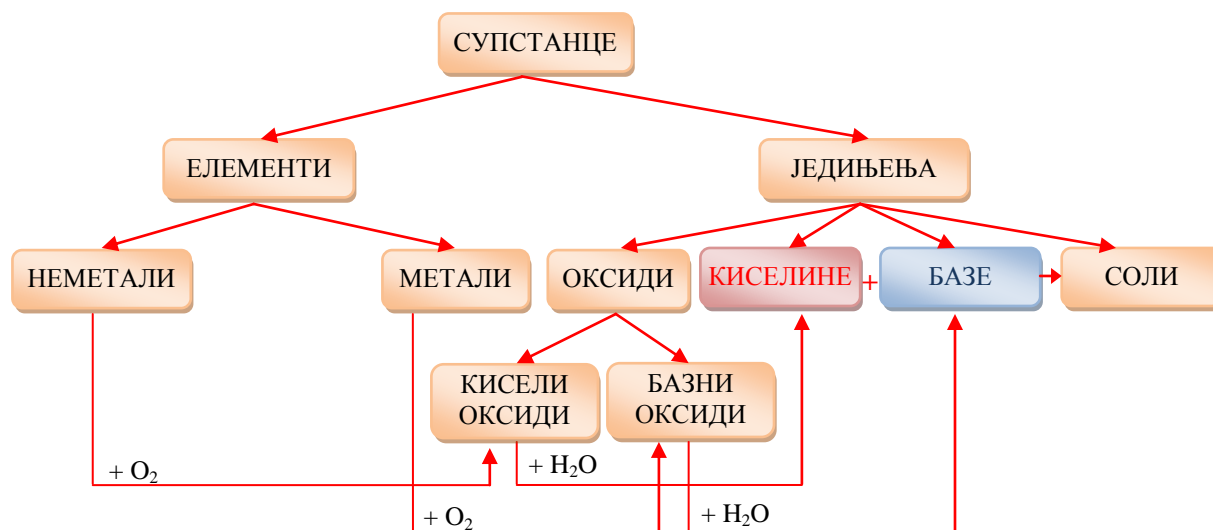 СУПСТАНЦЕ
ЕЛЕМЕНТИ
ЈЕДИЊЕЊА
НЕМЕТАЛИ
МЕТАЛИ
ОКСИДИ
КИСЕЛИНЕ
+
БАЗЕ
СОЛИ
КИСЕЛИ
ОКСИДИ
БАЗНИ
ОКСИДИ
+ O₂
+ H₂O
+ O₂
+ H₂O